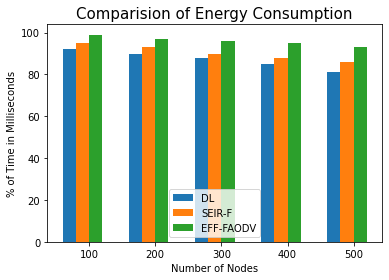 Comparision of Energy Consumption
100
80
60
40
20
0
% of Time in Milliseconds
DL
SEIR-F
EFF-FAODV
100 200 300 400 500
Number of Nodes